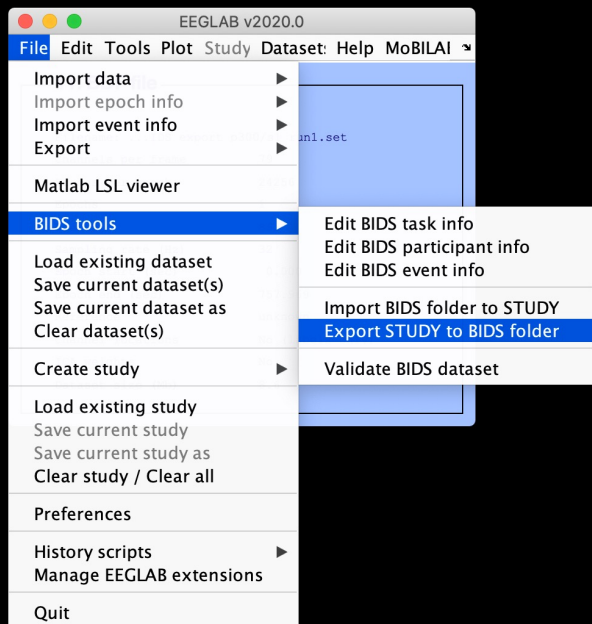 EEGLAB v2020.0
File Edit Tools Plot Study Datasets Help MoBILAI
Import data
Import epoch info
Import event info
Export
un1.set
Matlab LSL viewer
BIDS tools
Load existing dataset
Save current dataset(s)
Save current dataset as
Clear dataset(s)
Create study
Load existing study
Save current study
Save current study as
Clear study / Clear all
Preferences
History scripts
Manage EEGLAB extensions
Quit
Edit BIDS task info
Edit BIDS participant info
Edit BIDS event info
Import BIDS folder to STUDY
Export STUDY to BIDS folder
Validate BIDS dataset